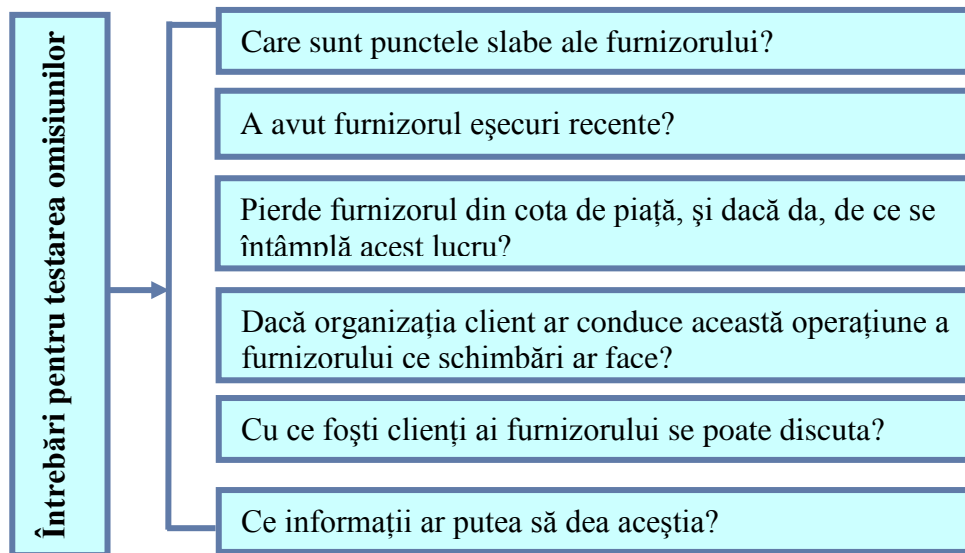 Întrebări pentru testarea omisiunilor
Care sunt punctele slabe ale furnizorului?
A avut furnizorul eşecuri recente?
Pierde furnizorul din cota de piaţă, şi dacă da, de ce se
întâmplă acest lucru?
Dacă organizaţia client ar conduce această operaţiune a
furnizorului ce schimbări ar face?
Cu ce foşti clienţi ai furnizorului se poate discuta?
Ce informaţii ar putea să dea aceştia?